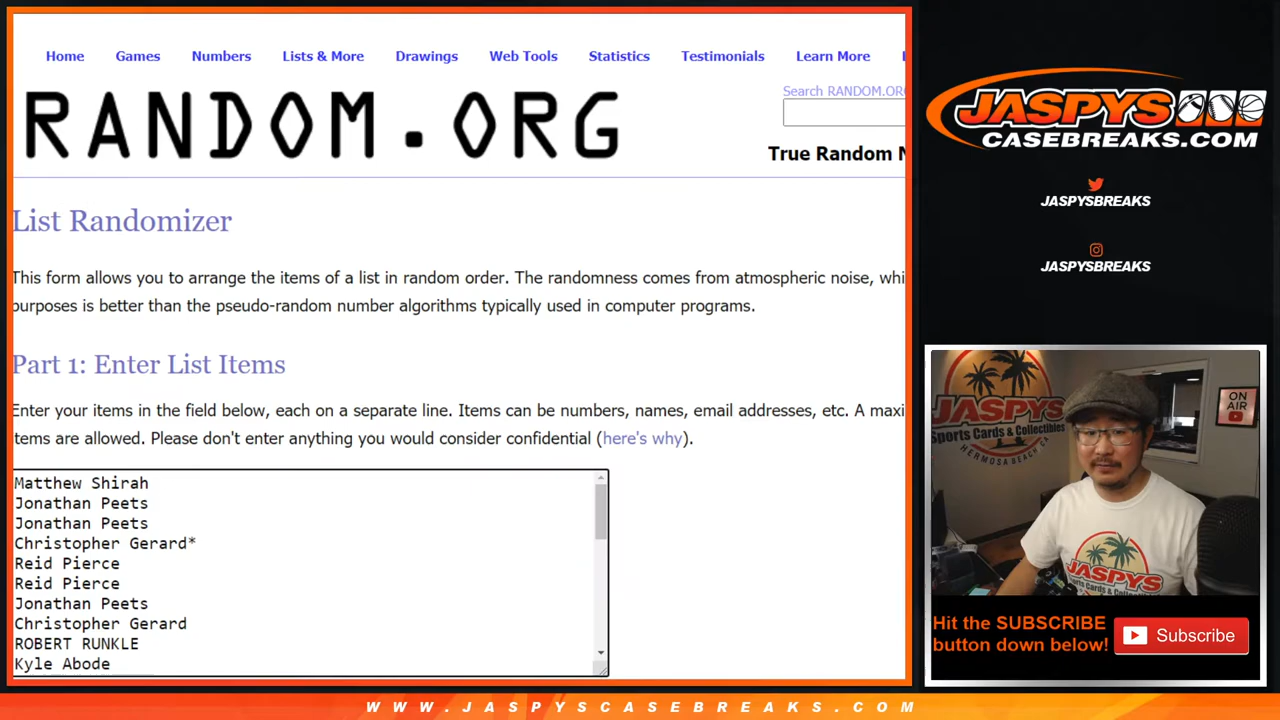 Home Games Numbers Lists & More Drawings Web Tools Statistics Testimonials Learn More
Search RANDOM.ORG
RANDOM.ORG
True Random N
List Randomizer
This form allows you to arrange the items of a list in random order. The randomness comes from atmospheric noise, whi
purposes is better than the pseudo-random number algorithms typically used in computer programs.
Part 1: Enter List Items
Enter your items in the field below, each on a separate line. Items can be numbers, names, email addresses, etc. A maxi
items are allowed. Please don't enter anything you would consider confidential (here's why).
Matthew Shirah
Jonathan Peets
Jonathan Peets
Christopher Gerard*
Reid Pierce
Reid Pierce
Jonathan Peets
Christopher Gerard
ROBERT RUNKLE
Kyle Abode
JASPYS
CASEBREAKS.COM
JASPYSBREAKS
JASPYSBREAKS
JASPYS
Sports Cards & Collectibles
HERMOSA BEACH CA
ON
AIR
JASPYS
Hit the SUBSCRIBE
button down below!
Subscribe
WWW.JASPYSCASEBREAKS.COM